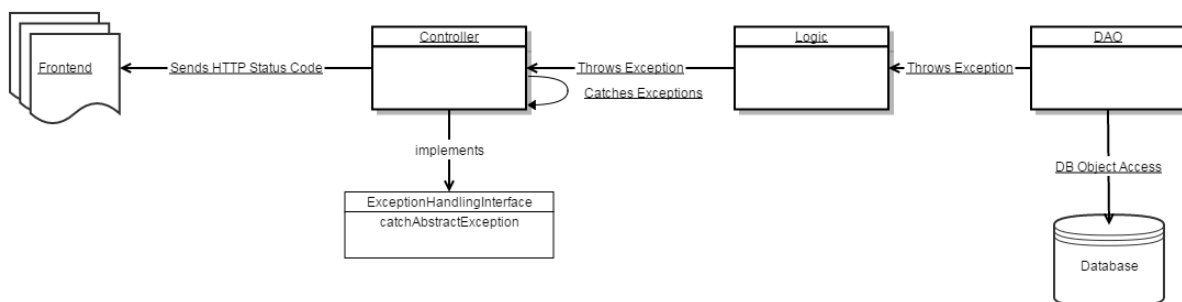 Controller
Logic
DAO
Frontend
Sends HTTP Status Code
Throws Exception
Throws Exception
Catches Exceptions
implements
DB Object Access
ExceptionHandlingInterface
catchAbstractException
Database